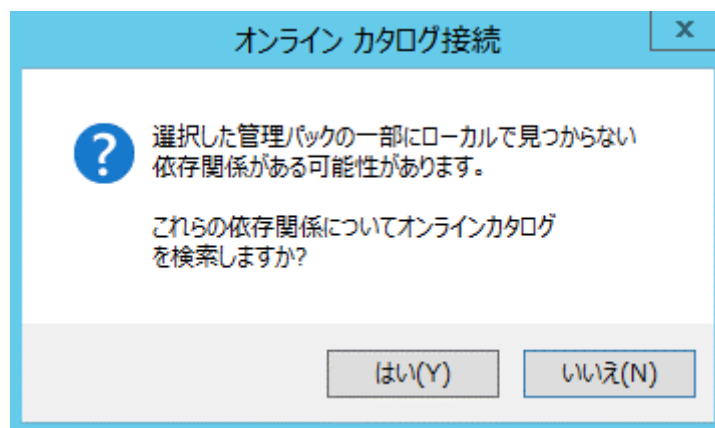 オンライン カタログ接続
x
?
選択した管理パックの一部にローカルで見つからない
依存関係がある可能性があります。
これらの依存関係についてオンラインカタログ
を検索しますか?
はい(Y)
いいえ(N)